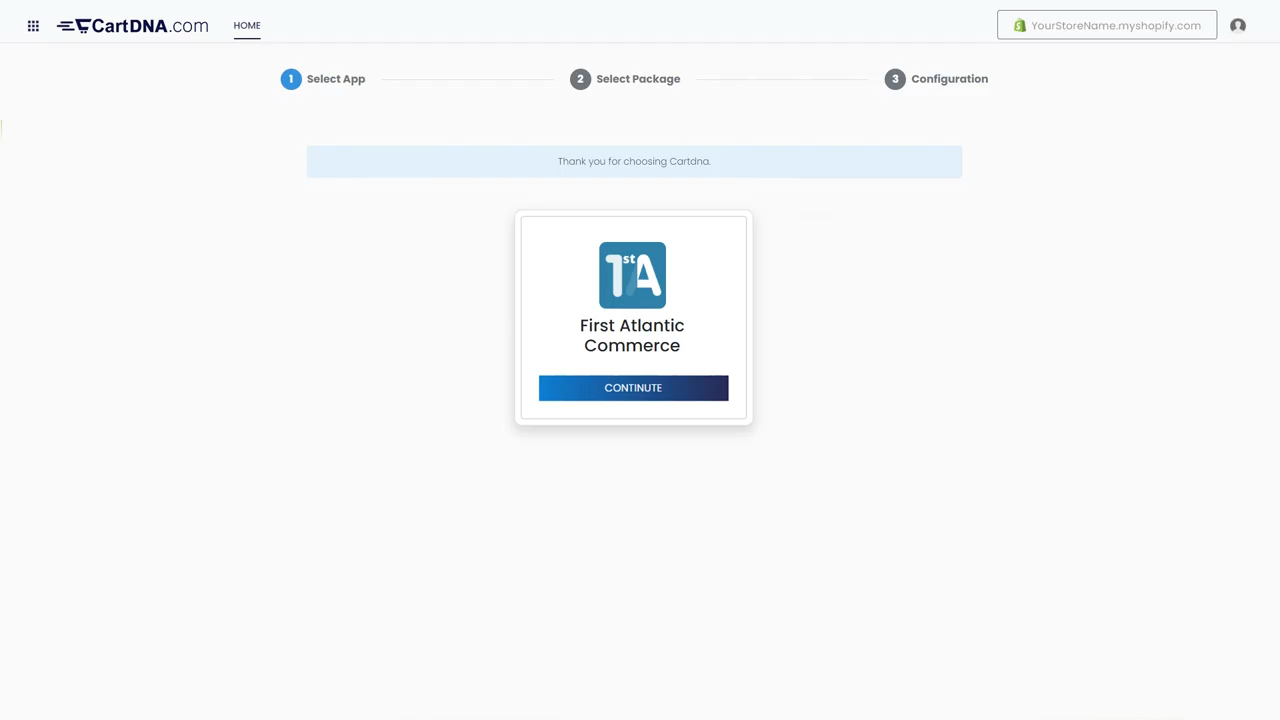 CartDNA.com
HOME
YourStoreName.myshopify.com
1 Select App
2 Select Package
3 Configuration
Thank you for choosing Cartdna.
1stA
First Atlantic
Commerce
CONTINUTE